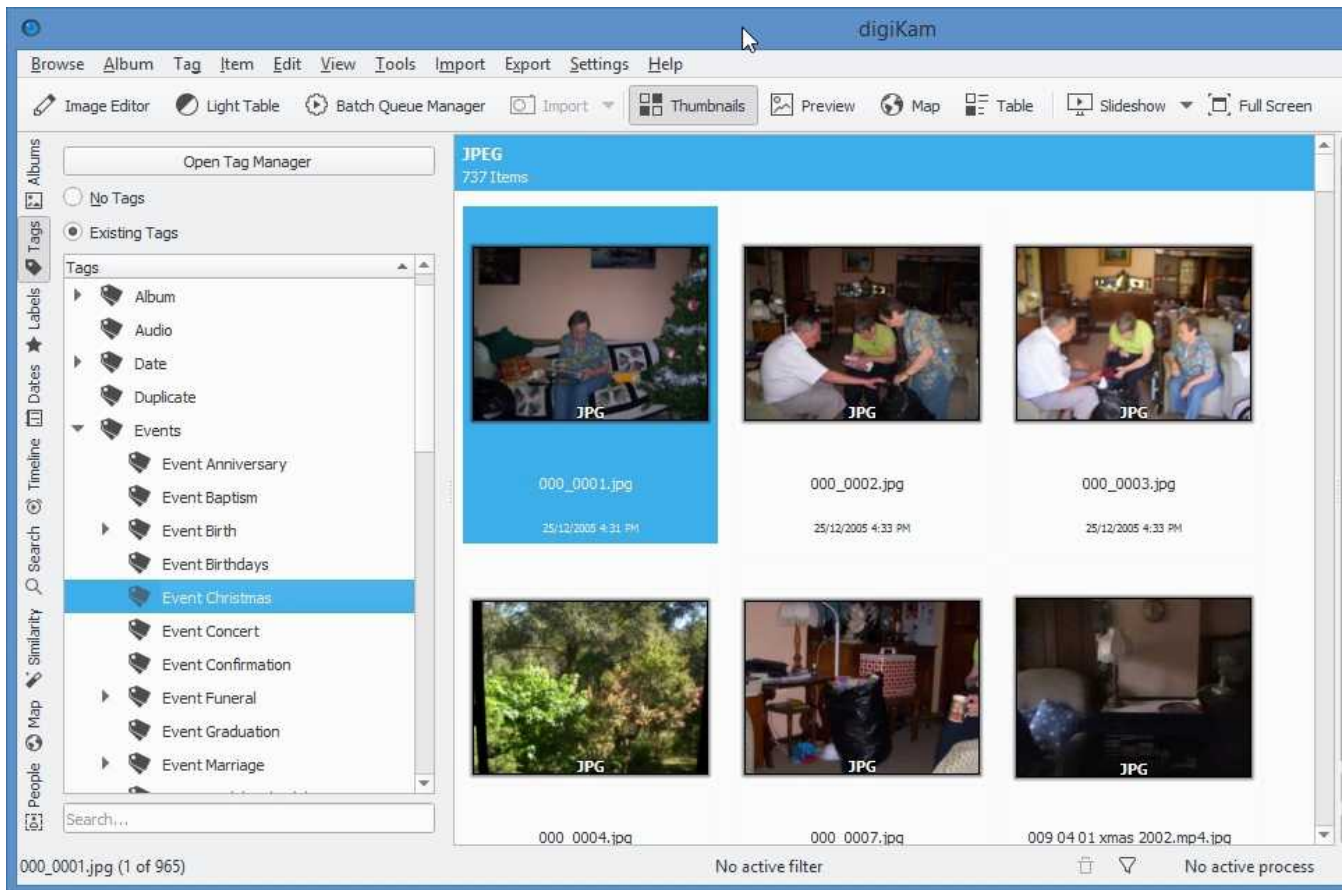 digiKam
Browse Album Tag Item Edit View Tools Import Export Settings Help
Image Editor Light Table Batch Queue Manager Import Thumbnails Preview Map Table Slideshow Full Screen
Albums
Tags
Labels
Dates
Timeline
Search
Similarity
Map
People
Open Tag Manager
No Tags
Existing Tags
Tags
Album
Audio
Date
Duplicate
Events
Event Anniversary
Event Baptism
Event Birth
Event Birthdays
Event Christmas
Event Concert
Event Confirmation
Event Funeral
Event Graduation
Event Marriage
Search...
JPEG
737 Items
JPG JPG JPG
000_0001.jpg 000_0002.jpg 000_0003.jpg
25/12/2005 4:31 PM 25/12/2005 4:33 PM 25/12/2005 4:33 PM
JPG JPG JPG
000_0004.jpg 000_0007.jpg 009 04 01 xmas 2002.mp4.jpg
000_0001.jpg (1 of 965) No active filter No active process